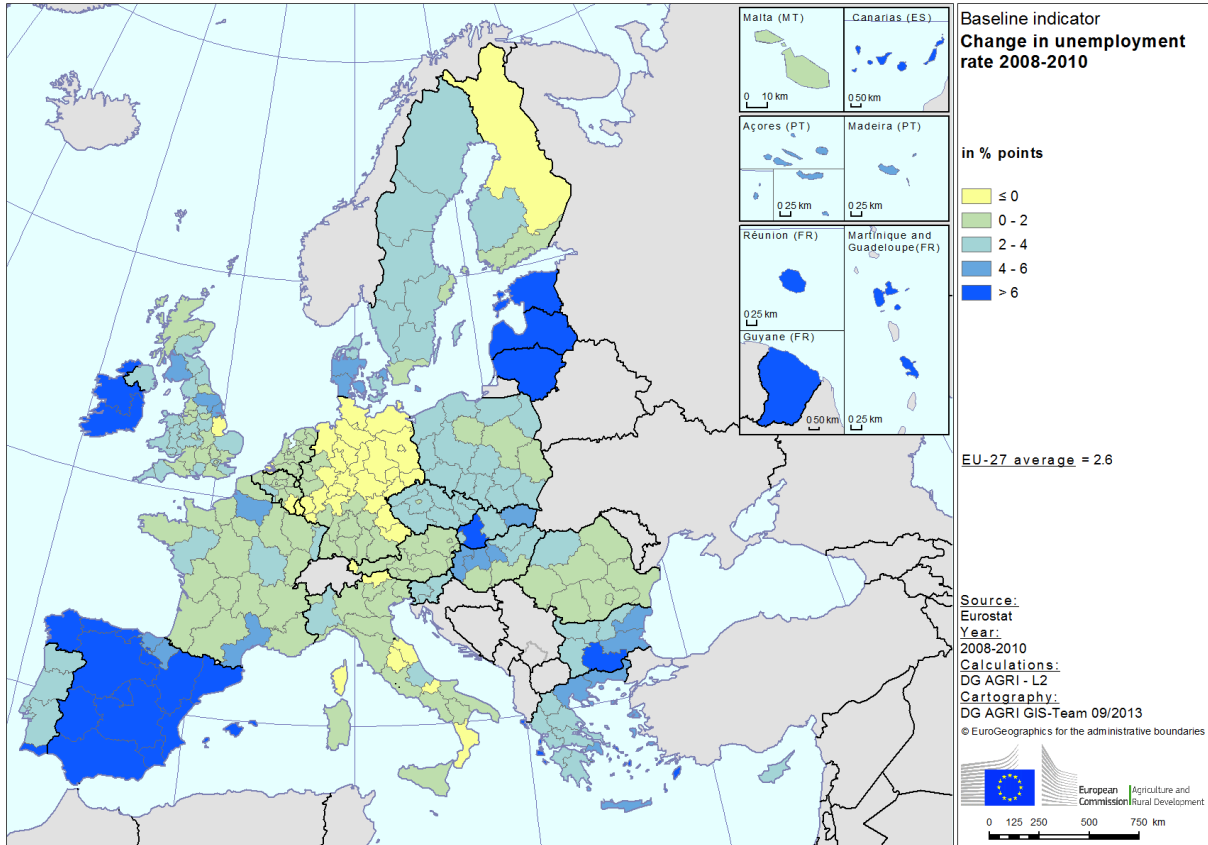 Malta (MT)
0 10 km
Canarias (ES)
0 50 km
Açores (PT)
0 25 km
Madeira (PT)
0 25 km
Réunion (FR)
0 25 km
Martinique and
Guadeloupe(FR)
0 25 km
Guyane (FR)
0 50 km
Baseline indicator
Change in unemployment
rate 2008-2010
in % points
≤ 0
0 - 2
2 - 4
4 - 6
> 6
EU-27 average = 2.6
Source:
Eurostat
Year:
2008-2010
Calculations:
DG AGRI - L2
Cartography:
DG AGRI GIS-Team 09/2013
© EuroGeographics for the administrative boundaries
European
Commission
Agriculture and
Rural Development
0 125 250 500 750 km